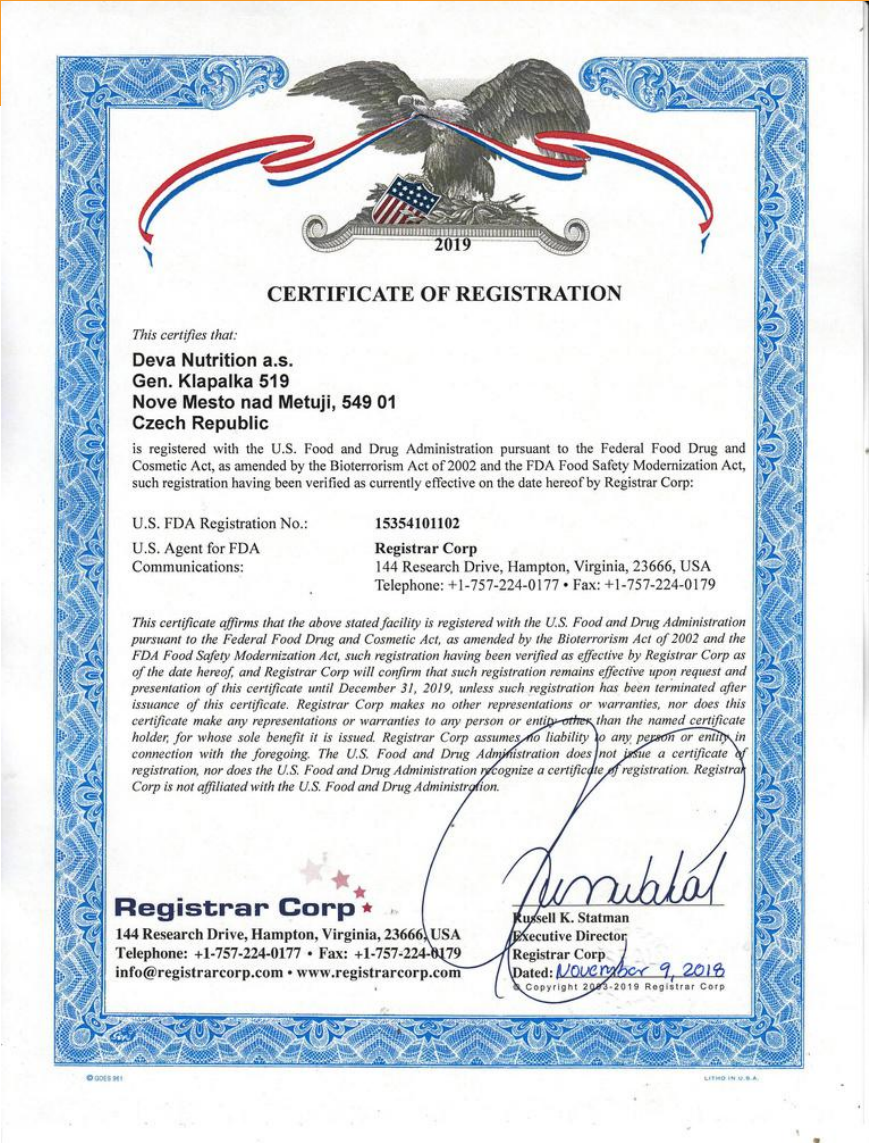 2019
CERTIFICATE OF REGISTRATION
This certifies that:
Deva Nutrition a.s.
Gen. Klapalka 519
Nove Mesto nad Metuji, 549 01
Czech Republic
is registered with the U.S. Food and Drug Administration pursuant to the Federal Food Drug and
Cosmetic Act, as amended by the Bioterrorism Act of 2002 and the FDA Food Safety Modernization Act,
such registration having been verified as currently effective on the date hereof by Registrar Corp:
U.S. FDA Registration No.: 15354101102
U.S. Agent for FDA Registrar Corp
Communications: 144 Research Drive, Hampton, Virginia, 23666, USA
Telephone: +1-757-224-0177 • Fax: +1-757-224-0179
This certificate affirms that the above stated facility is registered with the U.S. Food and Drug Administration
pursuant to the Federal Food Drug and Cosmetic Act, as amended by the Bioterrorism Act of 2002 and the
FDA Food Safety Modernization Act, such registration having been verified as effective by Registrar Corp as
of the date hereof, and Registrar Corp will confirm that such registration remains effective upon request and
presentation of this certificate until December 31, 2019, unless such registration has been terminated after
issuance of this certificate. Registrar Corp makes no other representations or warranties, nor does this
certificate make any representations or warranties to any person or entity other than the named certificate
holder, for whose sole benefit it is issued. Registrar Corp assumes no liability to any person or entity in
connection with the foregoing. The U.S. Food and Drug Administration does not issue a certificate of
registration, nor does the U.S. Food and Drug Administration recognize a certificate of registration. Registrar
Corp is not affiliated with the U.S. Food and Drug Administration.
Registrar Corp
144 Research Drive, Hampton, Virginia, 23666, USA
Telephone: +1-757-224-0177 • Fax: +1-757-224-0179
info@registrarcorp.com • www.registrarcorp.com
Russell K. Statman
Executive Director
Registrar Corp
Dated: November 9, 2018
© Copyright 2003-2019 Registrar Corp
© GOES 961
LITHO IN U.S.A.